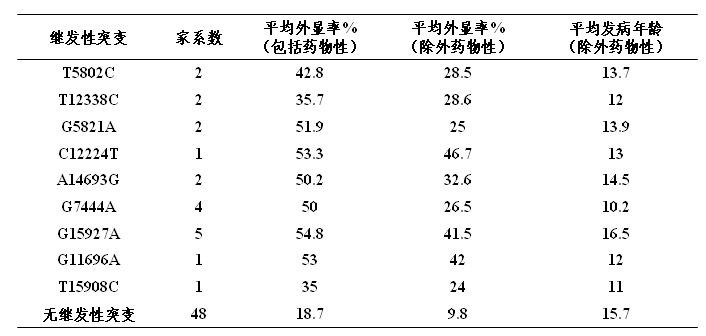 继发性突变 家系数 平均外显率% 平均外显率% 平均发病年龄
（包括药物性） （除外药物性） （除外药物性）
T5802C 2 42.8 28.5 13.7
T12338C 2 35.7 28.6 12
G5821A 2 51.9 25 13.9
C12224T 1 53.3 46.7 13
A14693G 2 50.2 32.6 14.5
G7444A 4 50 26.5 10.2
G15927A 5 54.8 41.5 16.5
G11696A 1 53 42 12
T15908C 1 35 24 11
无继发性突变 48 18.7 9.8 15.7